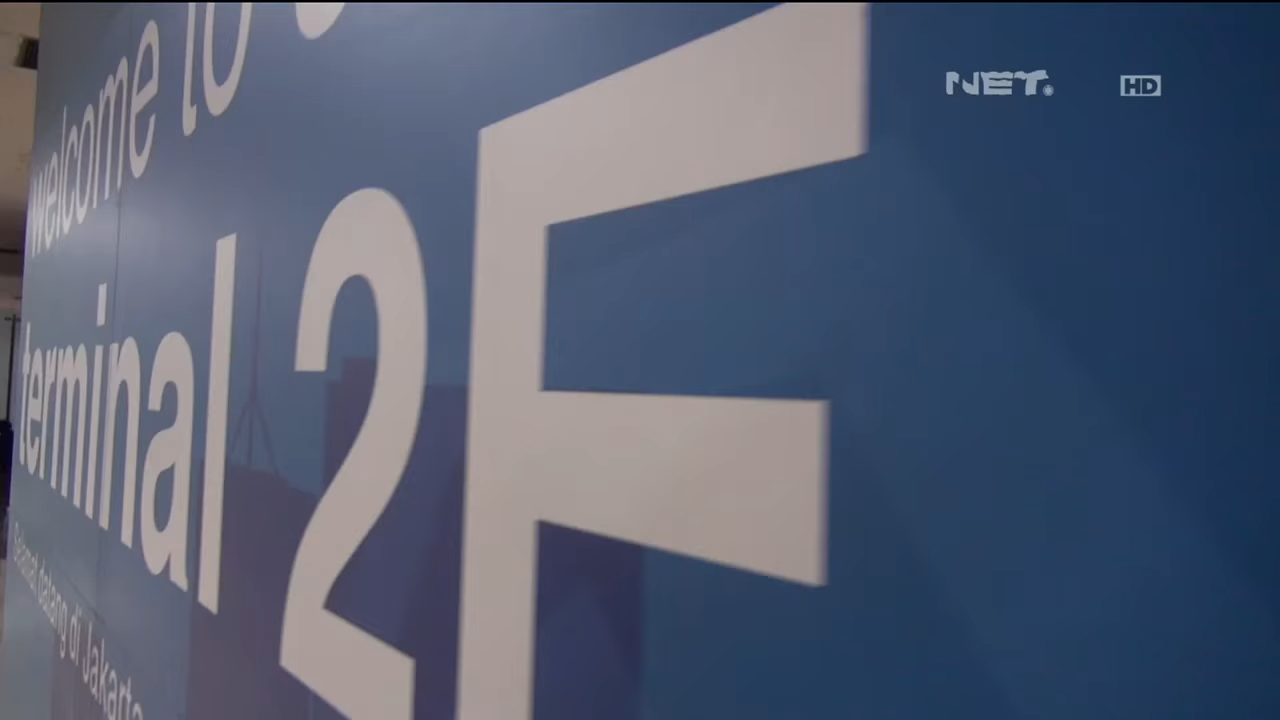 NET.
HD
welcome to
terminal 2F
Selamat datang di Jakarta